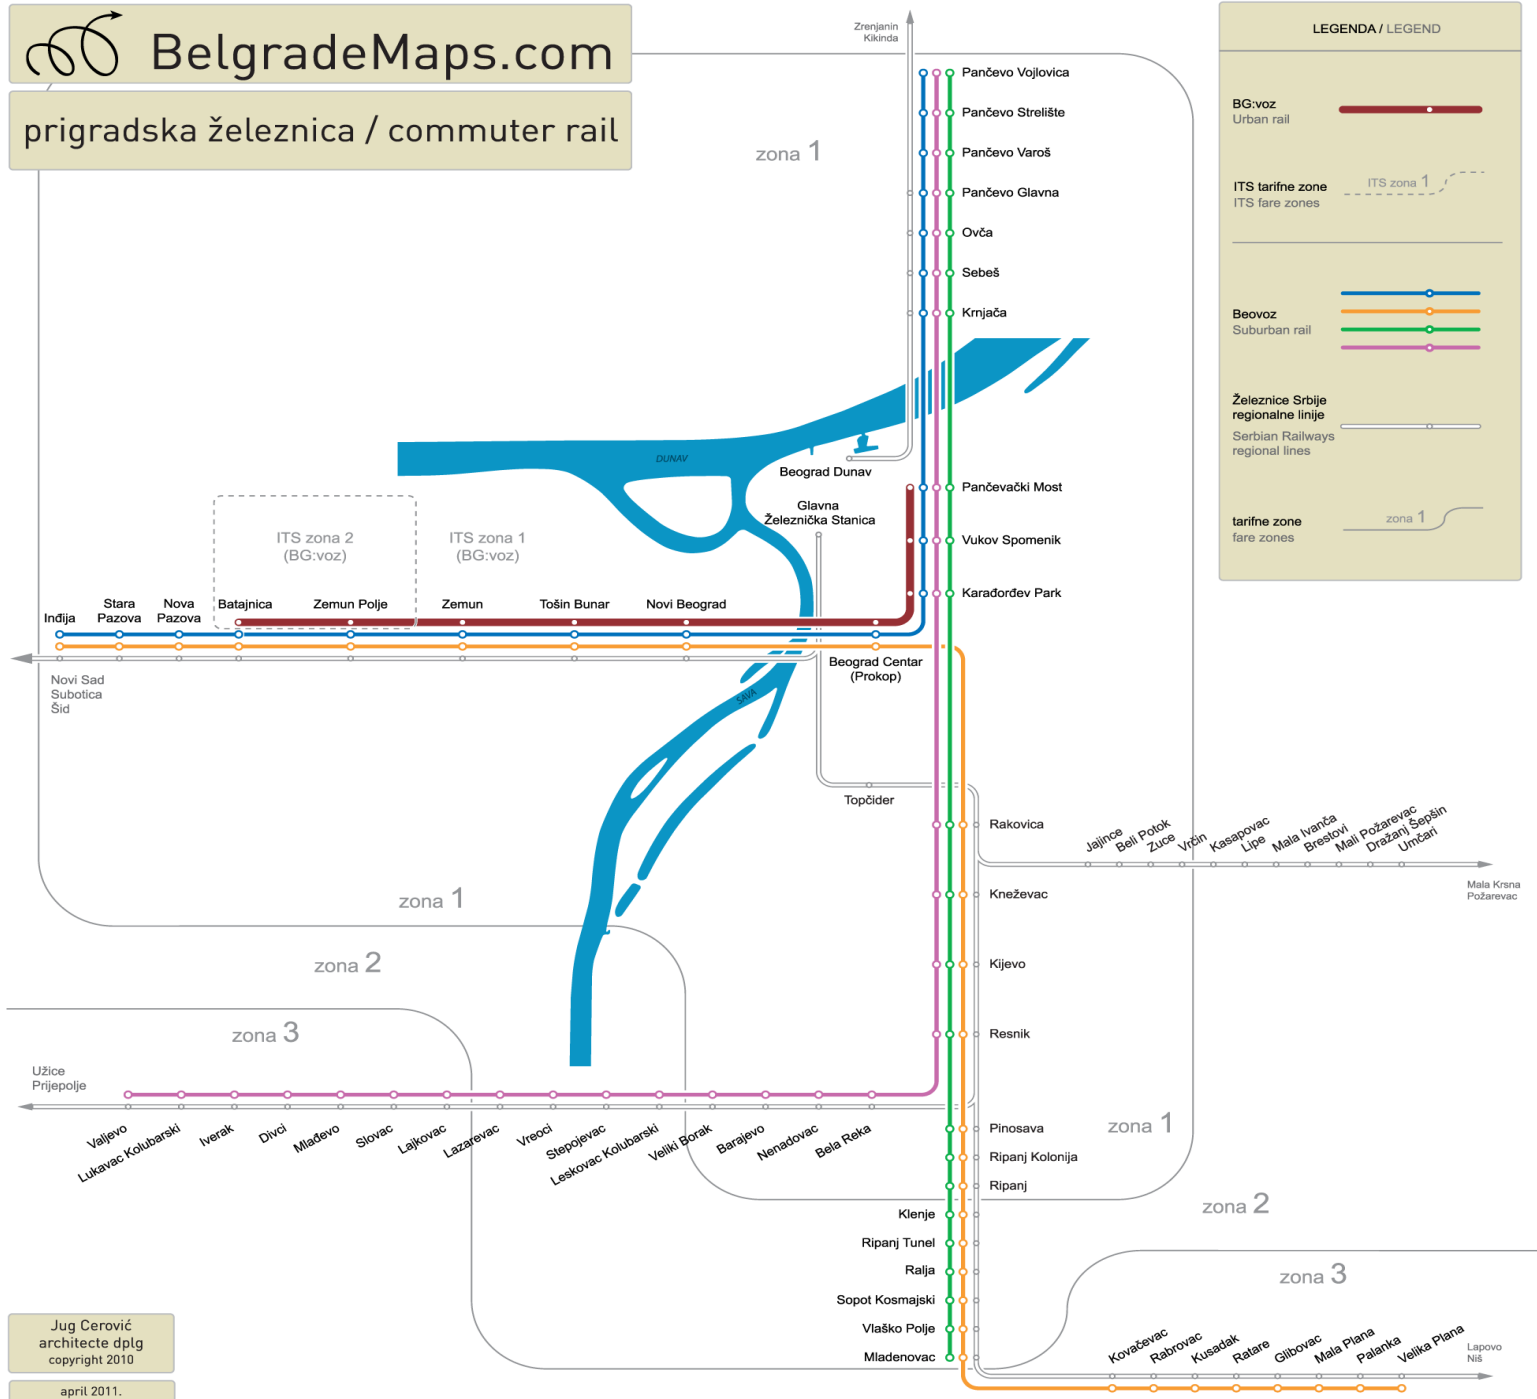 BelgradeMaps.com
prigradska železnica / commuter rail
Zrenjanin
Kikinda
zona 1
Pančevo Vojlovica
Pančevo Strelište
Pančevo Varoš
Pančevo Glavna
Ovča
Sebeš
Krnjača
LEGENDA / LEGEND
BG:voz
Urban rail
ITS tarifne zone
ITS fare zones
ITS zona 1
Beovoz
Suburban rail
Železnice Srbije
regionalne linije
Serbian Railways
regional lines
tarifne zone
fare zones
zona 1
DUNAV
Beograd Dunav
Glavna
Železnička Stanica
Pančevački Most
Vukov Spomenik
Karađorđev Park
ITS zona 2
(BG:voz)
ITS zona 1
(BG:voz)
Inđija
Stara
Pazova
Nova
Pazova
Batajnica
Zemun Polje
Zemun
Tošin Bunar
Novi Beograd
Beograd Centar
(Prokop)
Novi Sad
Subotica
Šid
SAVA
Topčider
Rakovica
Kneževac
Kijevo
Resnik
Jajince
Beli Potok
Zuce
Vrčin
Kasapovac
Lipe
Mala Ivanča
Brestovi
Mali Požarevac
Dražanj Šepšin
Umčari
Mala Krsna
Požarevac
zona 1
zona 2
zona 3
Užice
Prijepolje
Valjevo
Lukavac Kolubarski
Iverak
Divci
Mlađevo
Slovac
Lajkovac
Lazarevac
Vreoci
Stepojevac
Leskovac Kolubarski
Veliki Borak
Barajevo
Nenadovac
Bela Reka
Pinosava
Ripanj Kolonija
Ripanj
zona 1
zona 2
zona 3
Klenje
Ripanj Tunel
Ralja
Sopot Kosmajski
Vlaško Polje
Mladenovac
Kovačevac
Rabrovac
Kusadak
Ratare
Glibovac
Mala Plana
Palanka
Velika Plana
Lapovo
Niš
Jug Cerović
architecte dplg
copyright 2010
april 2011.